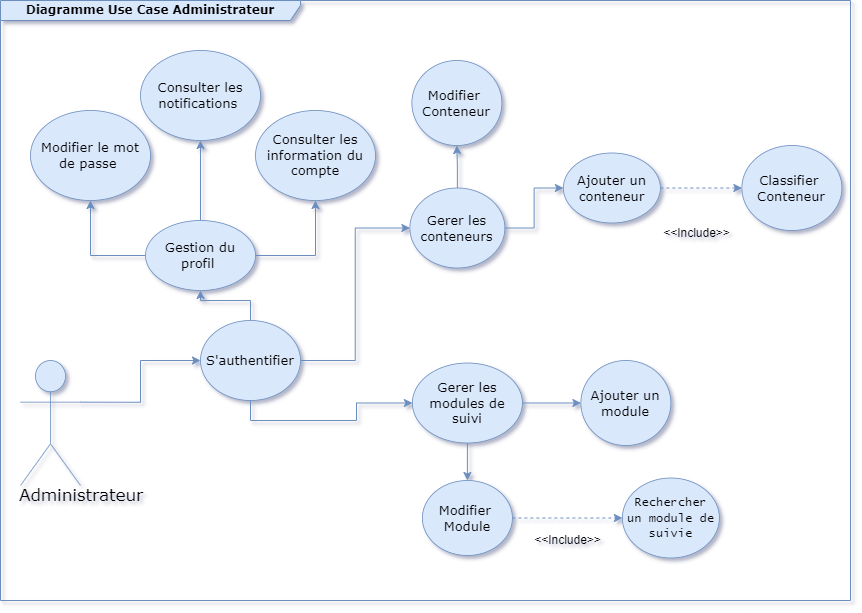 Diagramme Use Case Administrateur
Consulter les
notifications
Modifier le mot
de passe
Consulter les
information du
compte
Gestion du
profil
S'authentifier
Administrateur
Modifier
Conteneur
Gerer les
conteneurs
Ajouter un
conteneur
<<Include>>
Classifier
Conteneur
Gerer les
modules de
suivi
Ajouter un
module
Modifier
Module
<<Include>>
Rechercher
un module de
suivie